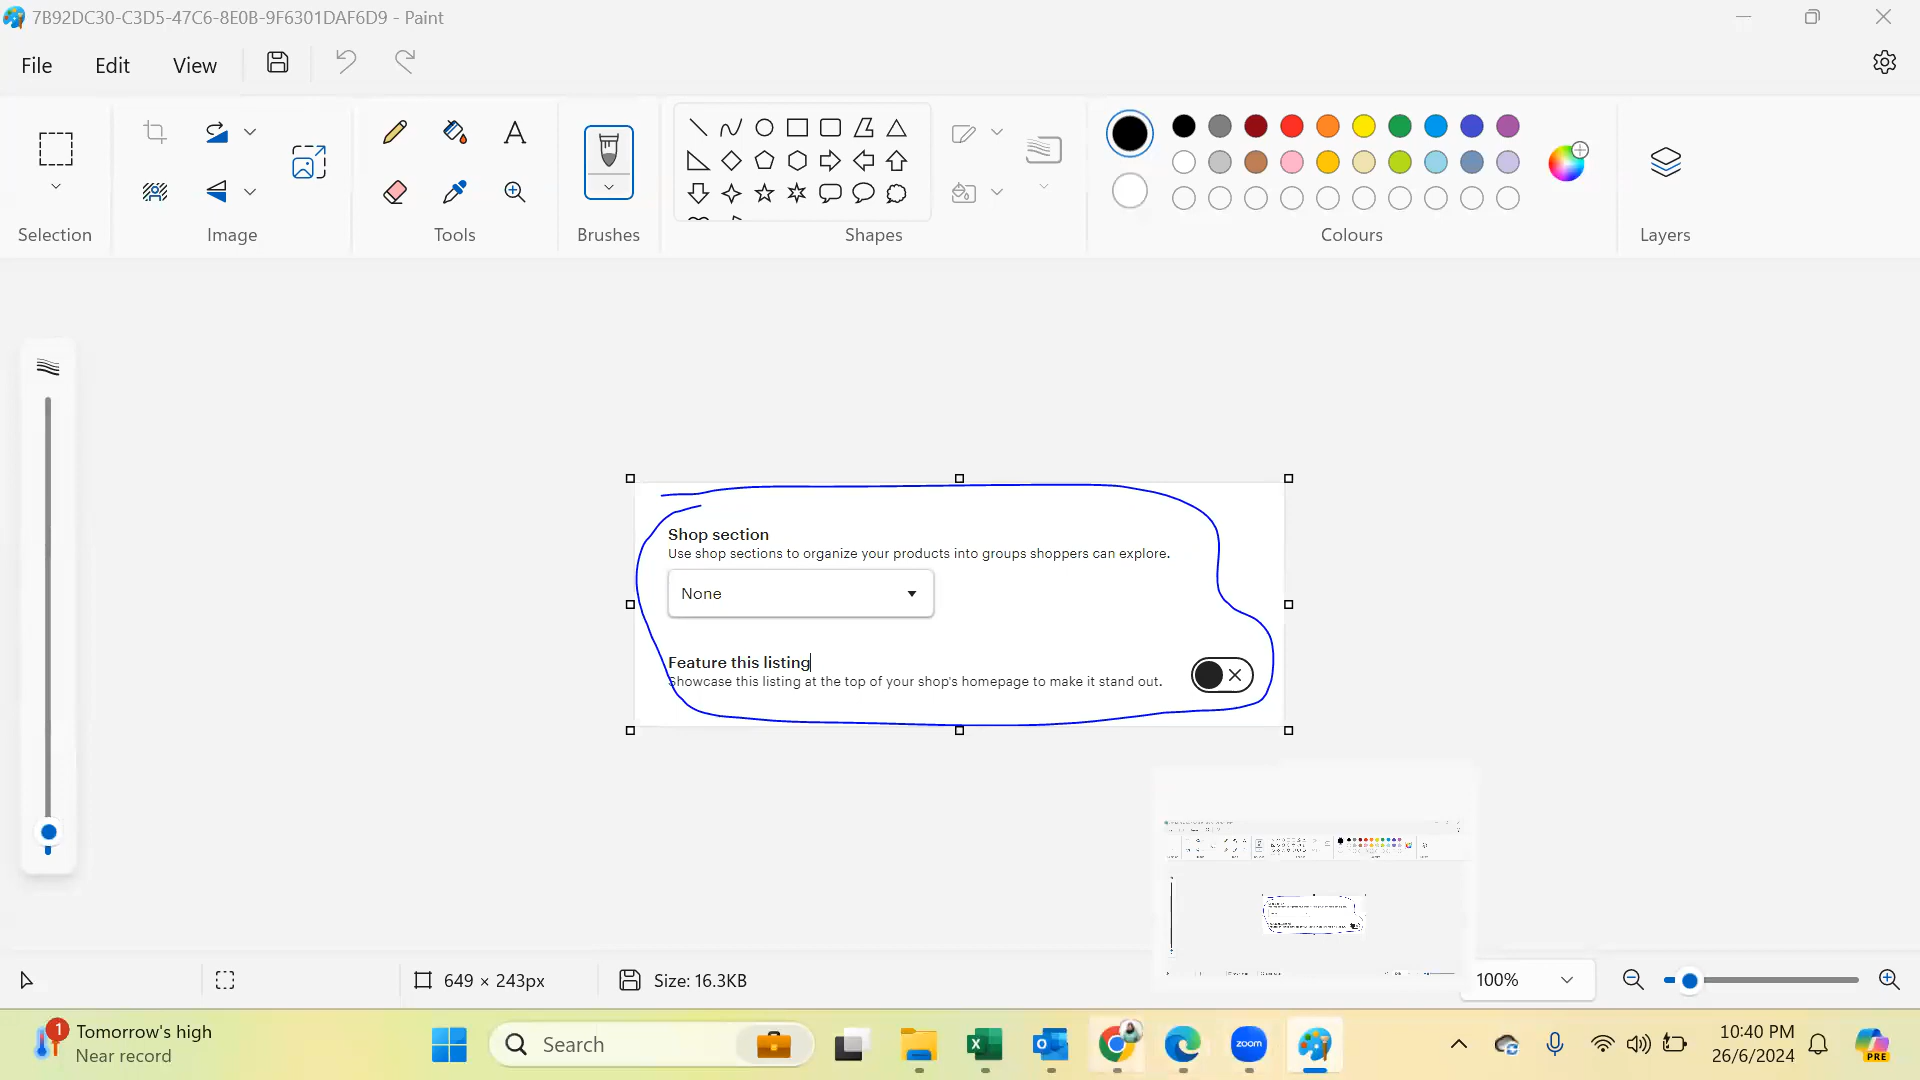 7B92DC30-C3D5-47C6-8E0B-9F6301DAF6D9 - Paint
File Edit View
Selection Image Tools Brushes Shapes Colours Layers
Shop section
Use shop sections to organize your products into groups shoppers can explore.
None
Feature this listing
Showcase this listing at the top of your shop's homepage to make it stand out.
649 × 243px Size: 16.3KB 100%
1 Tomorrow's high
Near record
Search
zoom
10:40 PM
26/6/2024
PRE